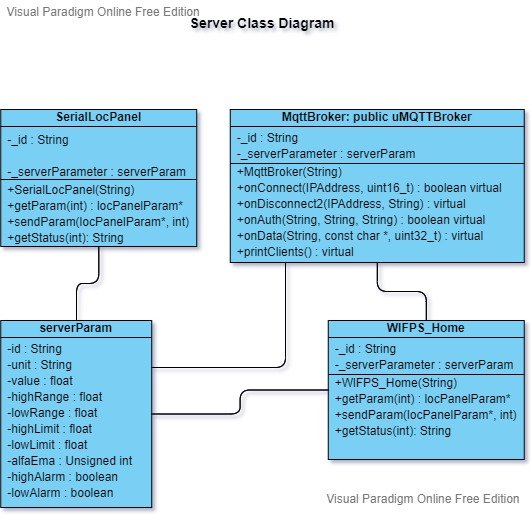 Visual Paradigm Online Free Edition
Server Class Diagram
SerialLocPanel
-_id : String
-_serverParameter : serverParam
+SerialLocPanel(String)
+getParam(int) : locPanelParam*
+sendParam(locPanelParam*, int)
+getStatus(int): String
MqttBroker: public uMQTTBroker
-_id : String
-_serverParameter : serverParam
+MqttBroker(String)
+onConnect(IPAddress, uint16_t) : boolean virtual
+onDisconnect2(IPAddress, String) : virtual
+onAuth(String, String, String) : boolean virtual
+onData(String, const char *, uint32_t) : virtual
+printClients() : virtual
serverParam
-id : String
-unit : String
-value : float
-highRange : float
-lowRange : float
-highLimit : float
-lowLimit : float
-alfaEma : Unsigned int
-highAlarm : boolean
-lowAlarm : boolean
WIFPS_Home
-_id : String
-_serverParameter : serverParam
+WIFPS_Home(String)
+getParam(int) : locPanelParam*
+sendParam(locPanelParam*, int)
+getStatus(int): String
Visual Paradigm Online Free Edition